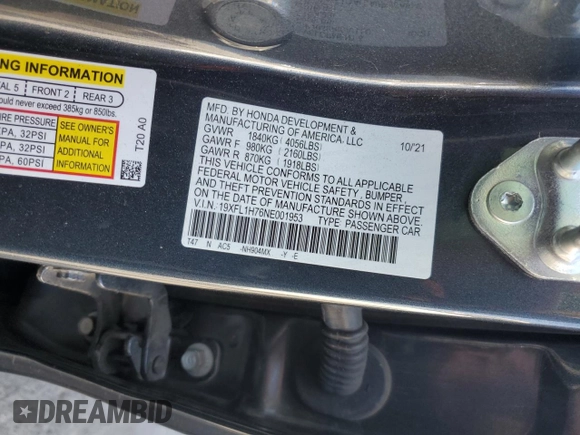 NG INFORMATION
AL 5 FRONT 2 REAR 3
ould never exceed 385kg or 850lbs.
RE PRESSURE
PA, 32PSI
PA, 32PSI
PA, 60PSI
SEE OWNER'S
MANUAL FOR
ADDITIONAL
INFORMATION
T20 A0
MFD. BY HONDA DEVELOPMENT &
MANUFACTURING OF AMERICA, LLC
10/'21
GVWR 1840KG (4056LBS)
GAWR F 980KG (2160LBS)
GAWR R 870KG (1918LBS)
THIS VEHICLE CONFORMS TO ALL APPLICABLE
FEDERAL MOTOR VEHICLE SAFETY, BUMPER,
AND THEFT PREVENTION STANDARDS IN EFFECT
ON THE DATE OF MANUFACTURE SHOWN ABOVE.
V.I.N: 19XFL1H76NE001953 TYPE: PASSENGER CAR
T47 N AC5 -NH904MX -Y -E
DREAMBID